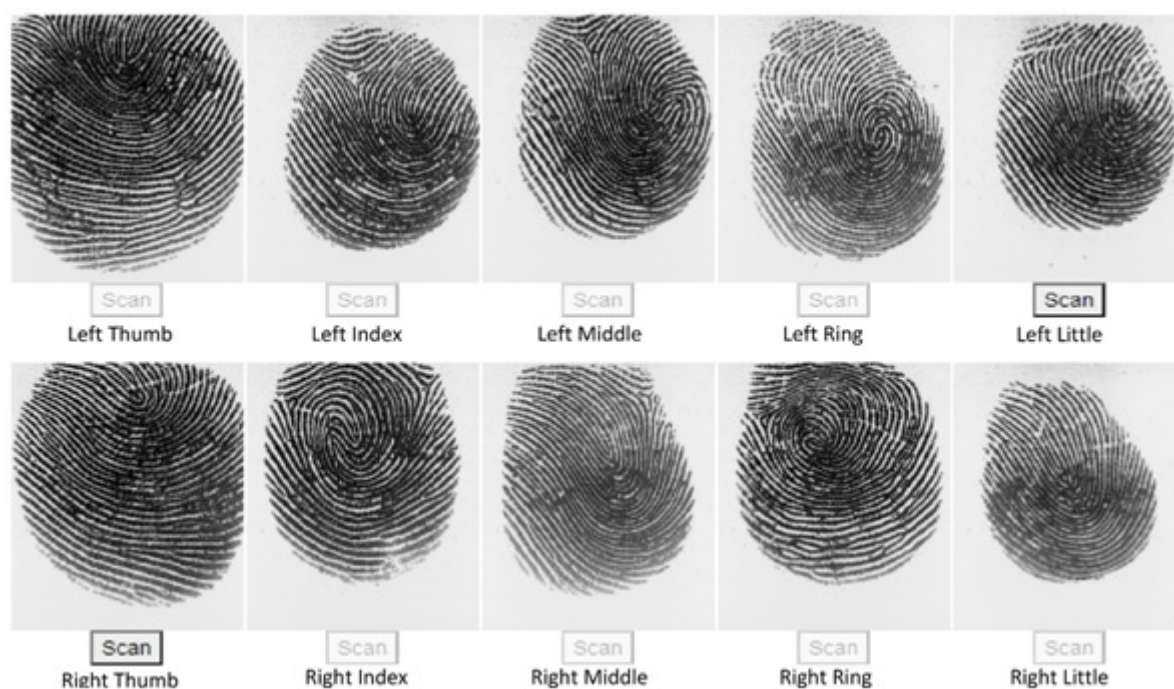 Scan Scan Scan Scan Scan
Left Thumb Left Index Left Middle Left Ring Left Little
Scan Scan Scan Scan Scan
Right Thumb Right Index Right Middle Right Ring Right Little